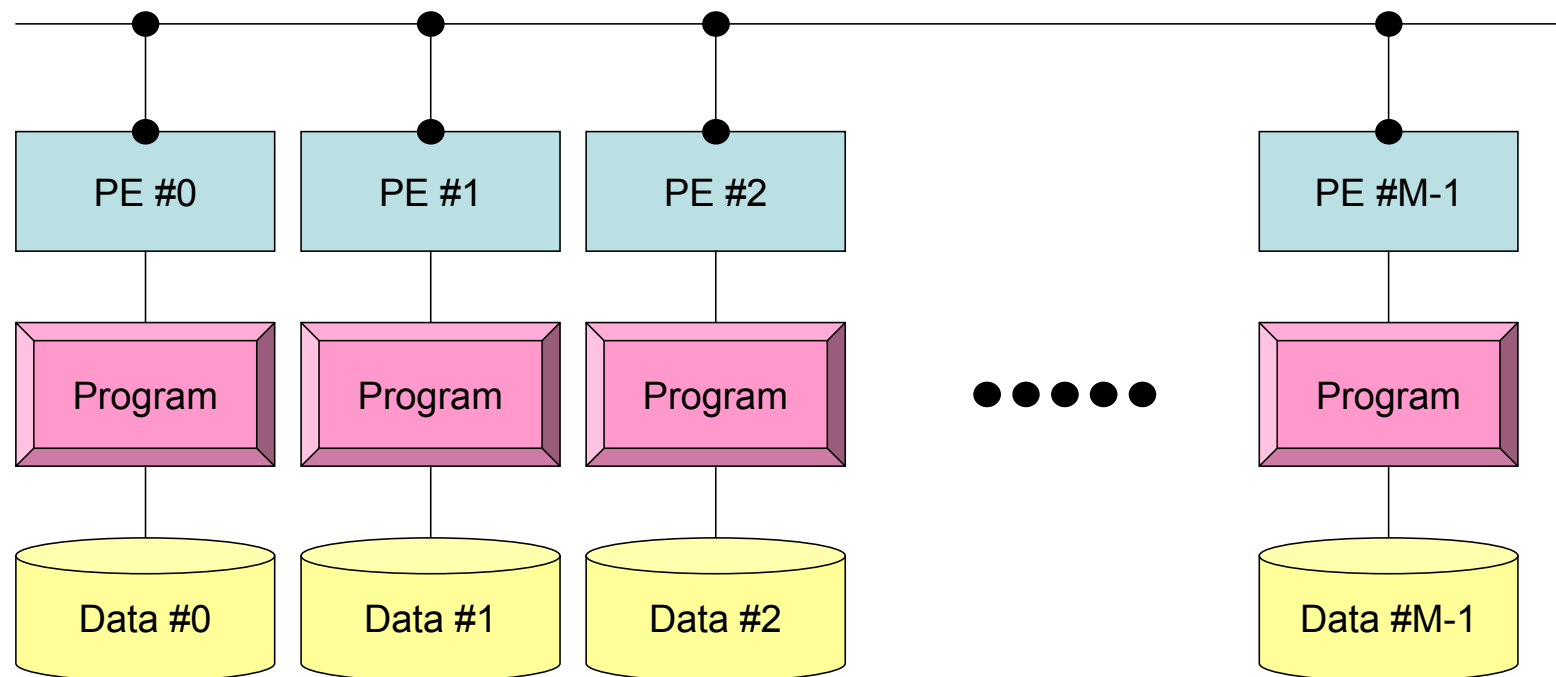 PE #0
PE #1
PE #2
PE #M-1
Program
Program
Program
Program
Data #0
Data #1
Data #2
Data #M-1